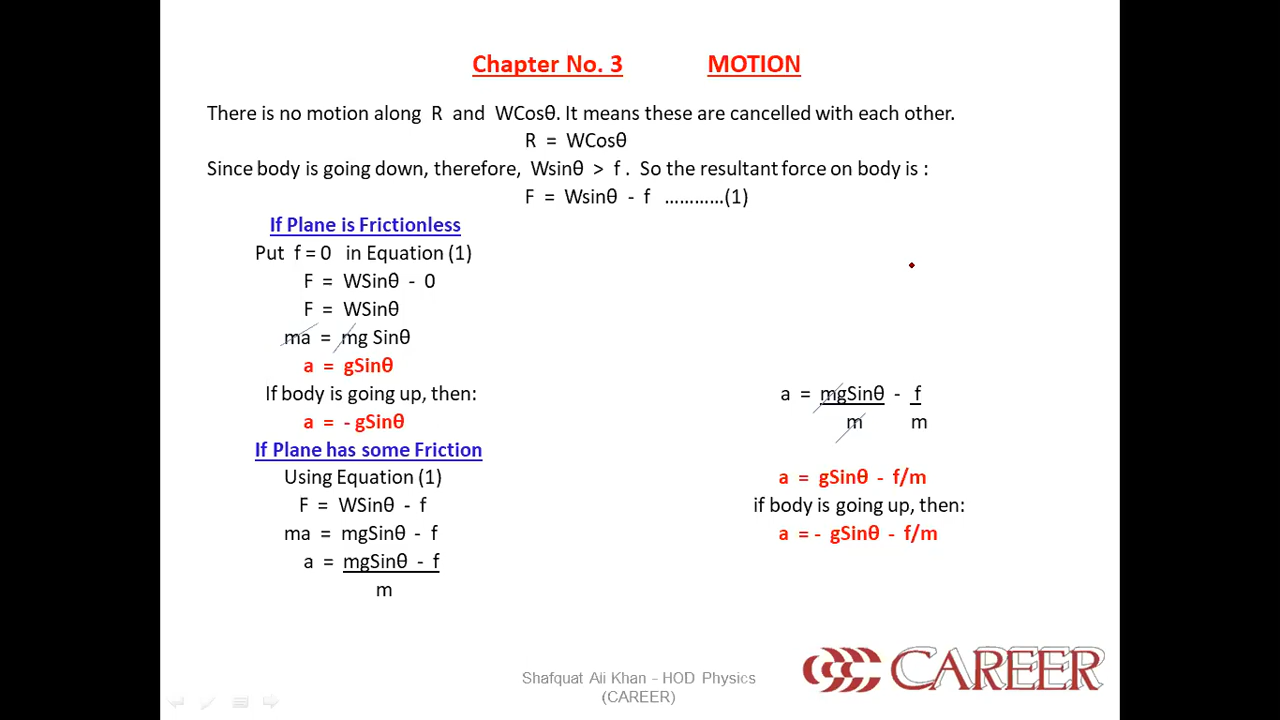 Chapter No. 3 MOTION
There is no motion along R and WCosθ. It means these are cancelled with each other.
R = WCosθ
Since body is going down, therefore, Wsinθ > f . So the resultant force on body is :
F = Wsinθ - f …………(1)
If Plane is Frictionless
Put f = 0 in Equation (1)
F = WSinθ - 0
F = WSinθ
ma = mg Sinθ
a = gSinθ
If body is going up, then:
a = - gSinθ
If Plane has some Friction
Using Equation (1)
F = WSinθ - f
ma = mgSinθ - f
a = mgSinθ - f
m
a = mgSinθ - f
m m
a = gSinθ - f/m
if body is going up, then:
a = - gSinθ - f/m
Shafquat Ali Khan - HOD Physics
(CAREER)
CAREER